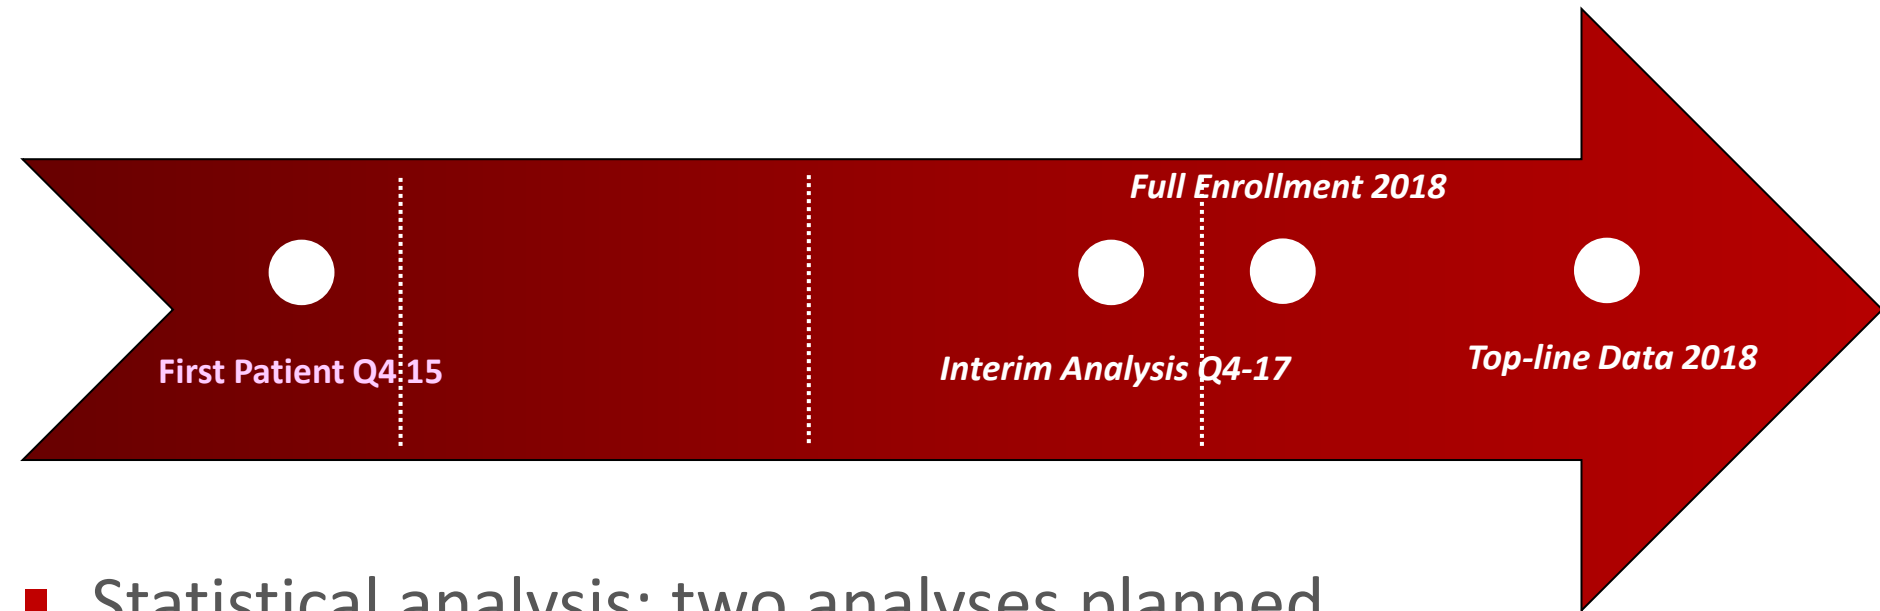 Full Enrollment 2018
First Patient Q4 15
Interim Analysis Q4-17
Top-line Data 2018
Statistical analysis: two analyses planned